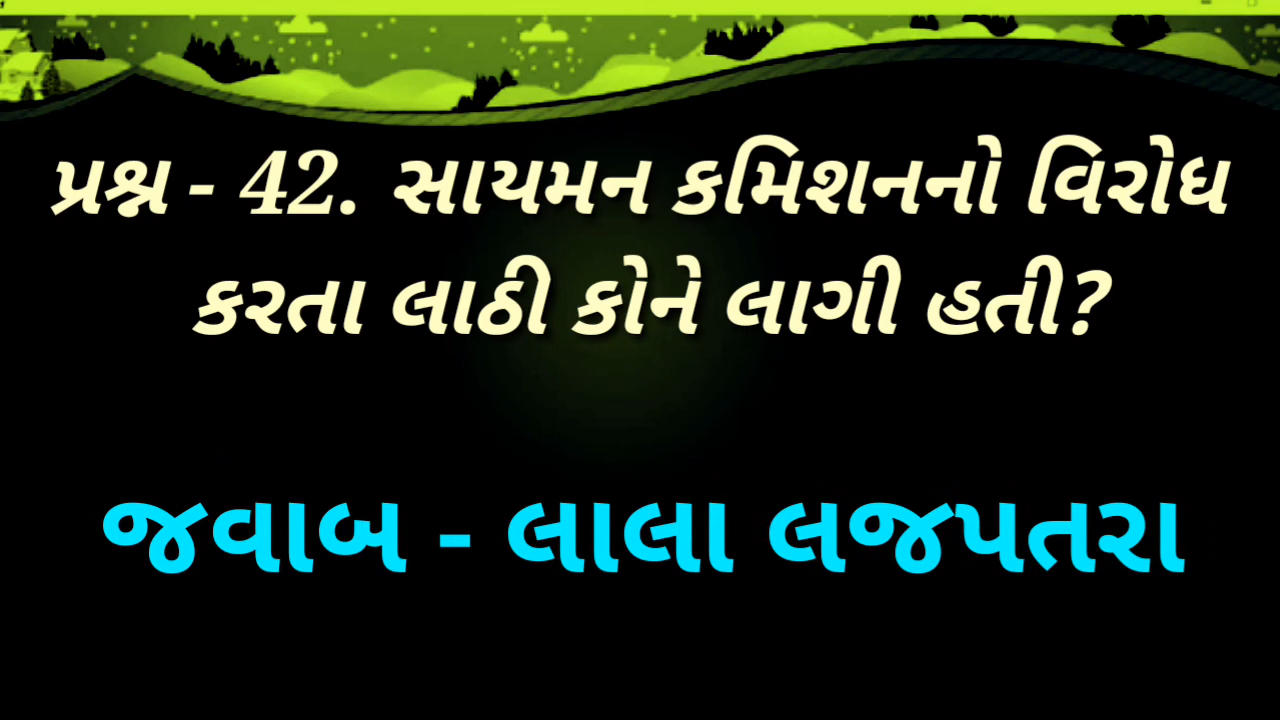 પ્રશ્ન - 42. સાયમન કમિશનનો વિરોધ
કરતા લાઠી કોને લાગી હતી?
જવાબ - લાલા લજપતરા